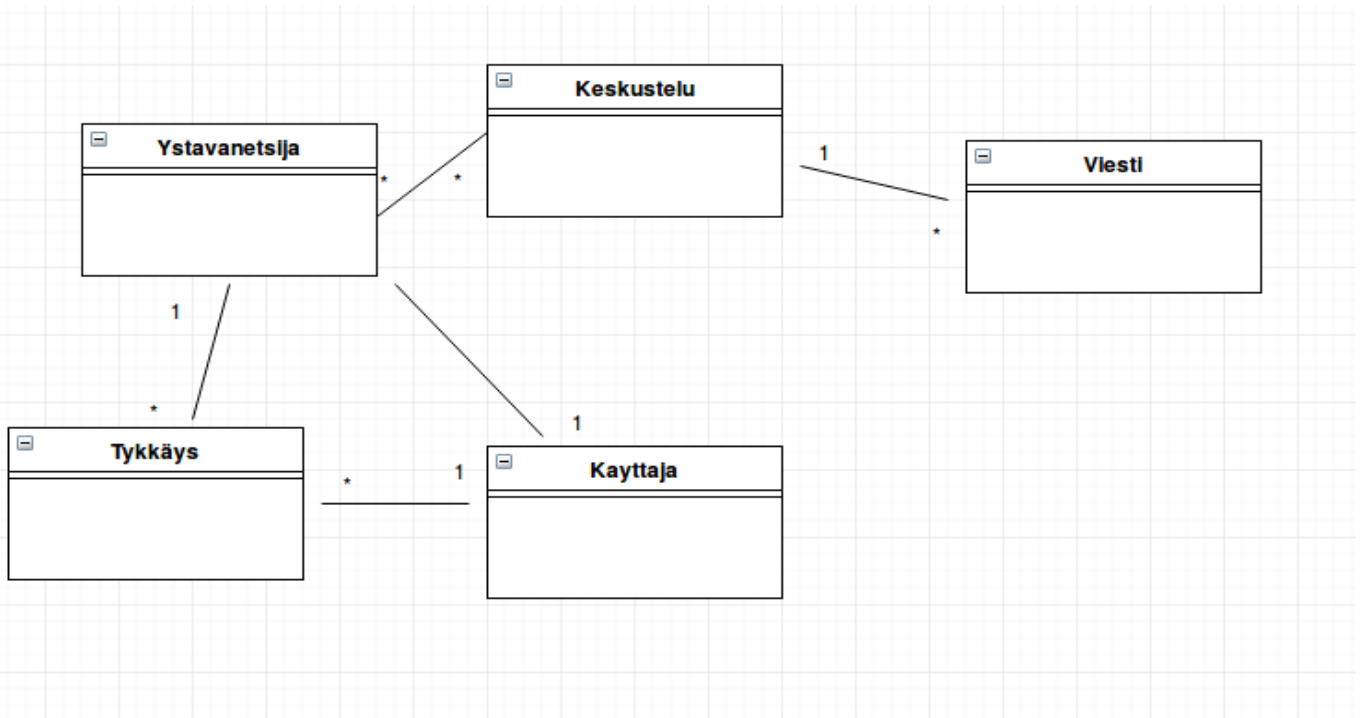 Keskustelu
Ystavanetsija
1
Viesti
*
*
*
1
*
1
Tykkäys
*
1
Kayttaja